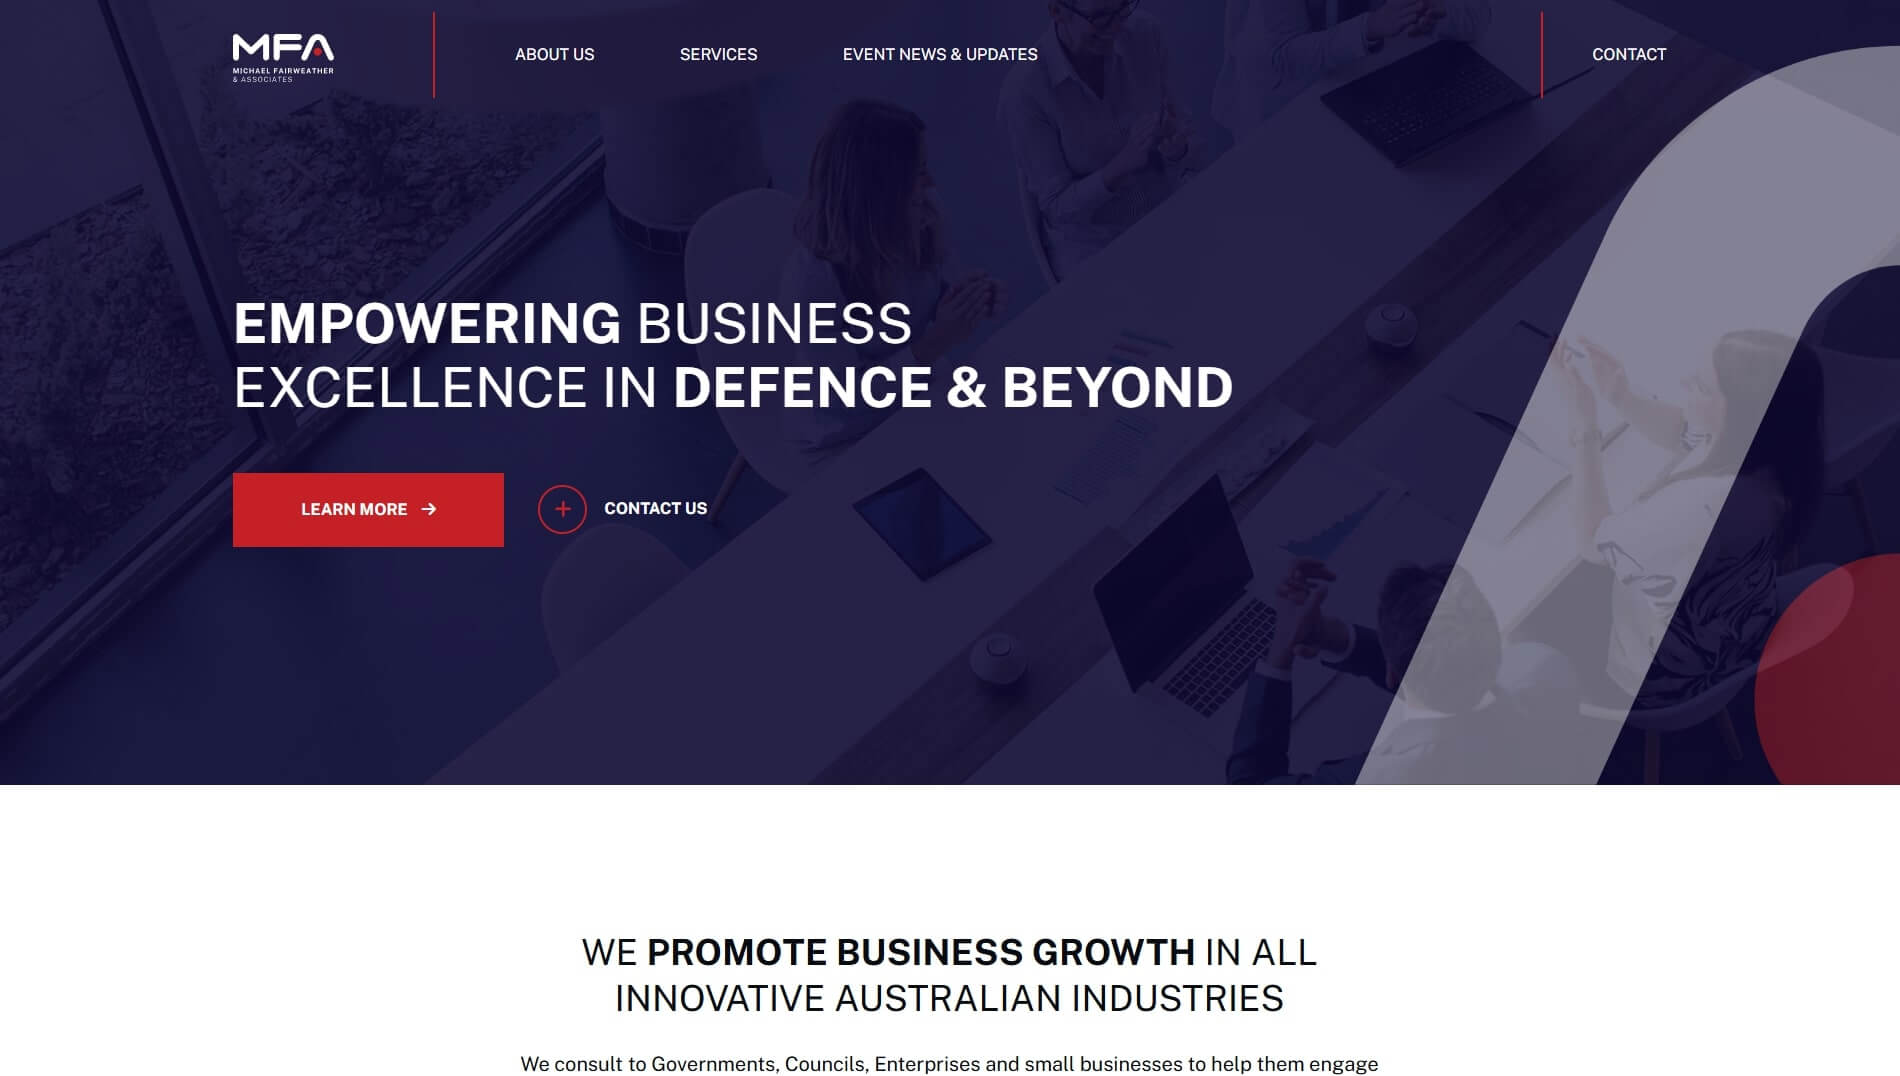 MFA
MICHAEL FAIRWEATHER
& ASSOCIATES
ABOUT US
SERVICES
EVENT NEWS & UPDATES
CONTACT
EMPOWERING BUSINESS
EXCELLENCE IN DEFENCE & BEYOND
LEARN MORE →
+ CONTACT US
WE PROMOTE BUSINESS GROWTH IN ALL
INNOVATIVE AUSTRALIAN INDUSTRIES
We consult to Governments, Councils, Enterprises and small businesses to help them engage